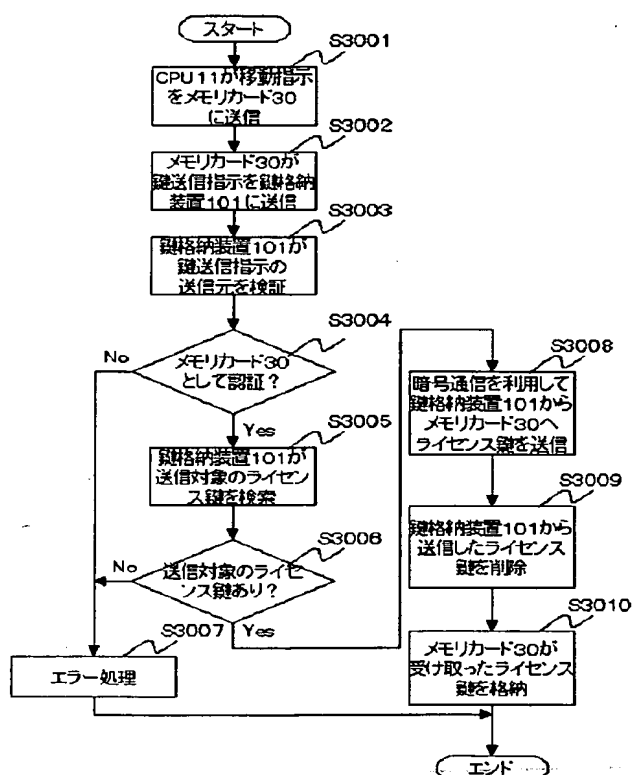 スタート
S3001
CPU11が移動指示
をメモリカード30
に送信
S3002
メモリカード30が
鍵送信指示を鍵格納
装置101に送信
S3003
鍵格納装置101が
鍵送信指示の
送信元を検証
S3004
No
メモリカード30
として認証?
Yes
S3005
鍵格納装置101が
送信対象のライセン
ス鍵を検索
S3006
No
送信対象のライセ
ンス鍵あり?
Yes
S3007
エラー処理
S3008
暗号通信を利用して
鍵格納装置101から
メモリカード30へ
ライセンス鍵を送信
S3009
鍵格納装置101から
送信したライセンス
鍵を削除
S3010
メモリカード30が
受け取ったライセンス
鍵を格納
エンド